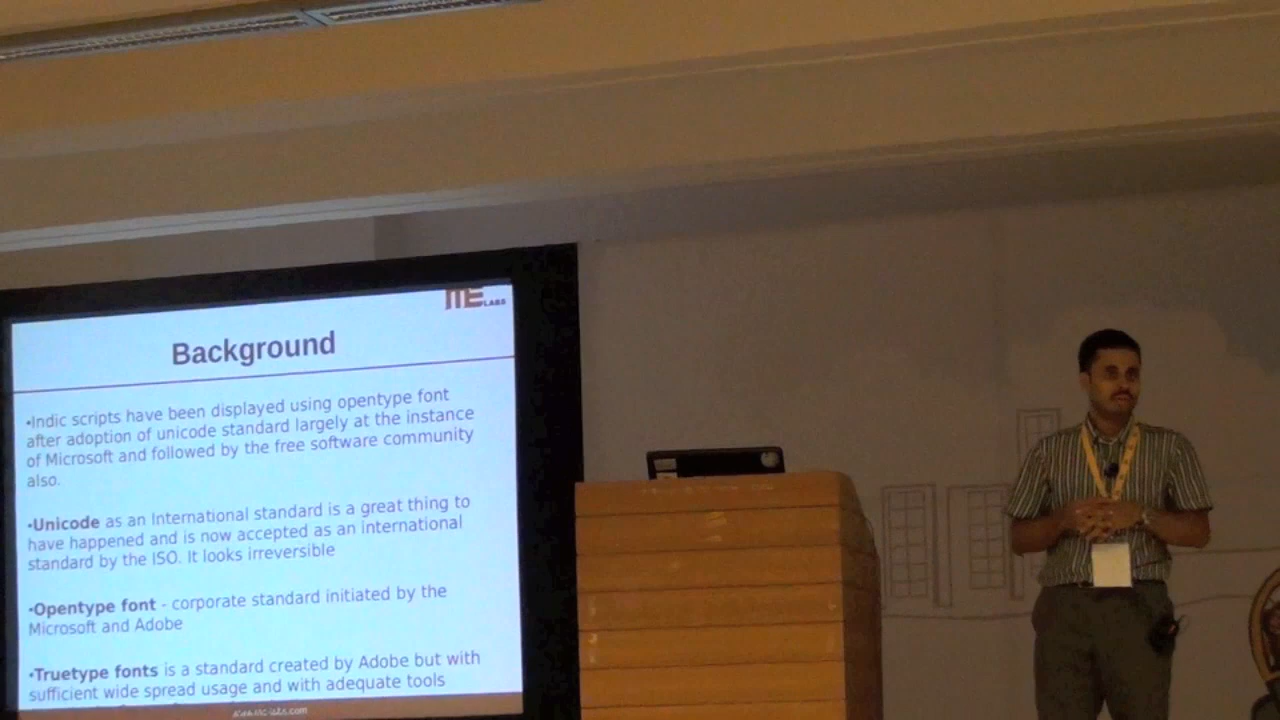 ITE LABS
Background
•Indic scripts have been displayed using opentype font
after adoption of unicode standard largely at the instance
of Microsoft and followed by the free software community
also.
•Unicode as an International standard is a great thing to
have happened and is now accepted as an international
standard by the ISO. It looks irreversible
•Opentype font - corporate standard initiated by the
Microsoft and Adobe
•Truetype fonts is a standard created by Adobe but with
sufficient wide spread usage and with adequate tools